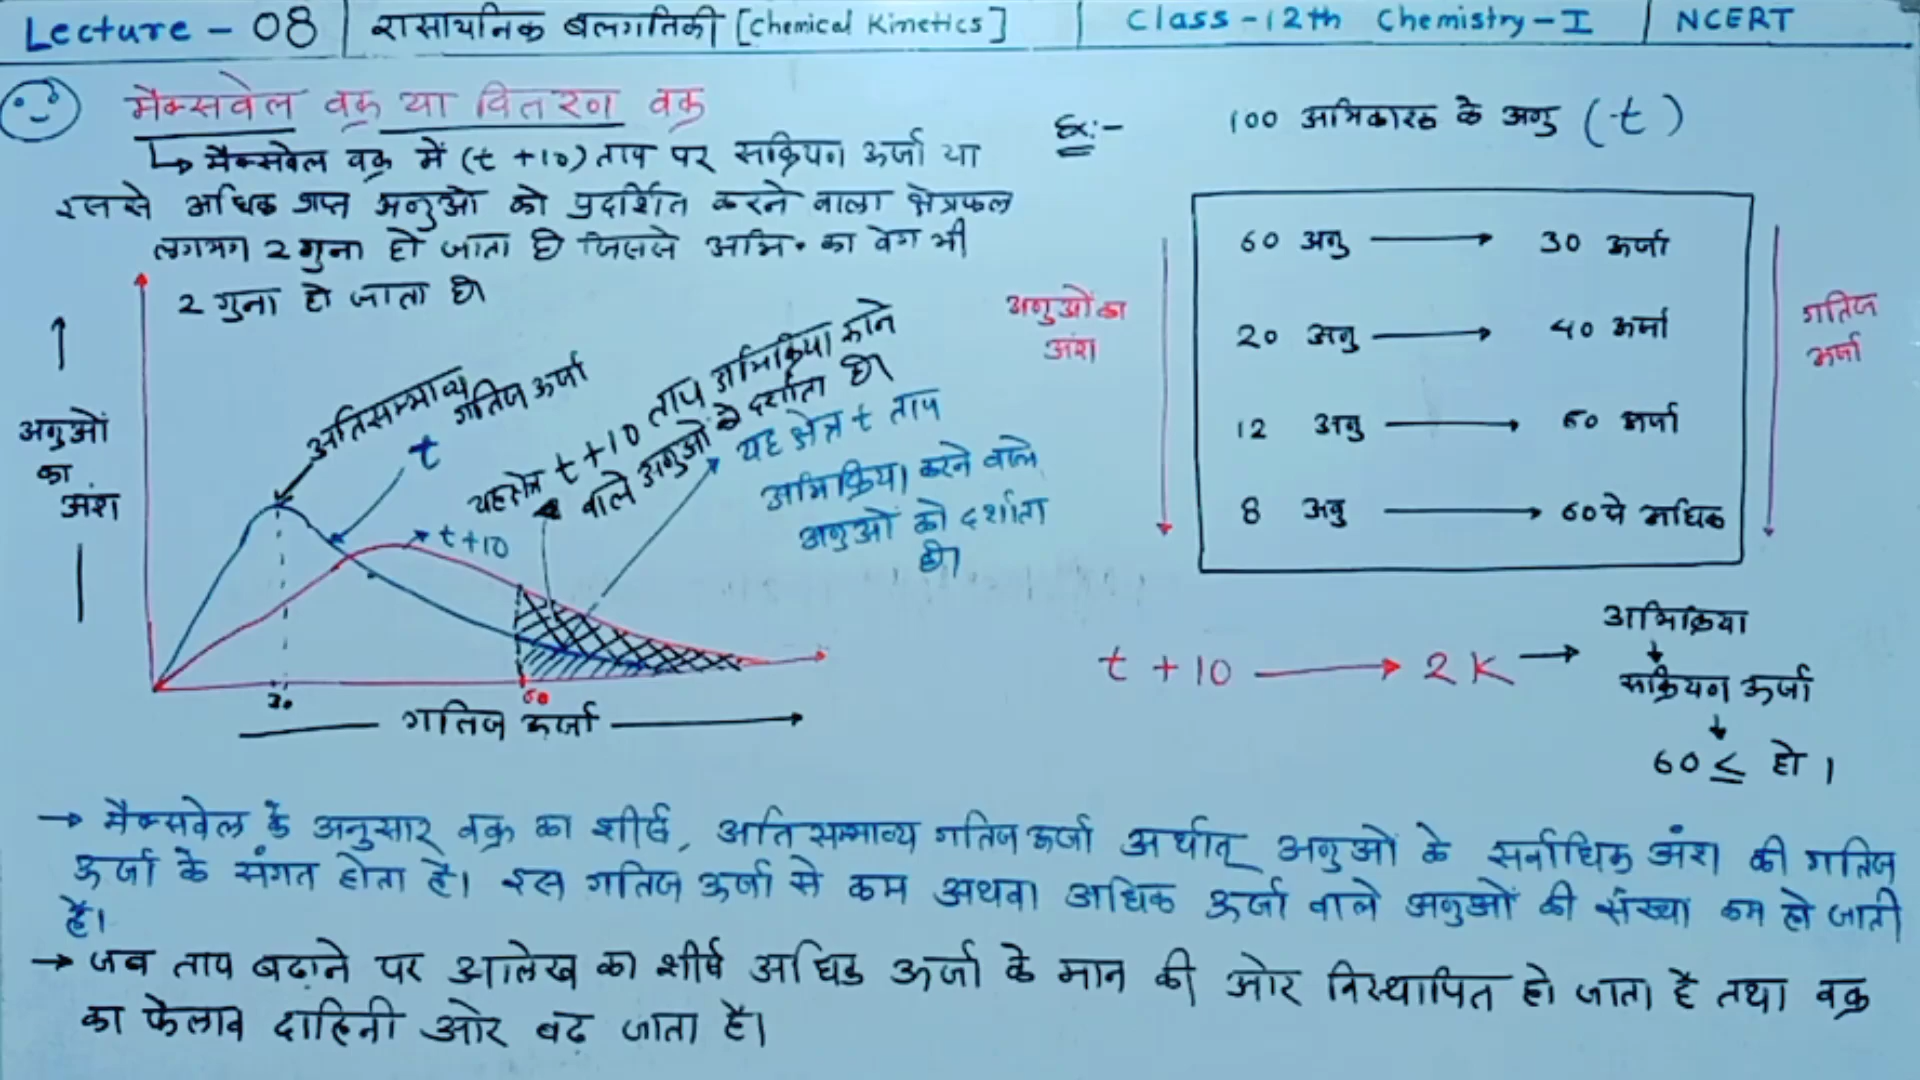 Lecture - 08 | रासायनिक बलगतिकी [Chemical Kinetics] | Class - 12th Chemistry - I | NCERT
मैक्सवेल वक्र या वितरण वक्र
↳ मैक्सवेल वक्र में (t +10) ताप पर सक्रियण ऊर्जा या
इससे अधिक प्राप्त अणुओं को प्रदर्शित करने वाला क्षेत्रफल
लगभग 2 गुना हो जाता है जिससे अभि. का वेग भी
2 गुना हो जाता है।
अणुओं
का
अंश
अतिसम्भाव्य
गतिज ऊर्जा
t
t+10
यह क्षेत्र t+10 ताप अभिक्रिया करने
वाले अणुओं को दर्शाता है।
यह क्षेत्र t ताप
अभिक्रिया करने वाले
अणुओं को दर्शाता
है।
30
60
गतिज ऊर्जा
Ex:-
100 अभिकारक के अणु (t)
अणुओं का
अंश
60 अणु → 30 ऊर्जा
20 अणु → 40 ऊर्जा
12 अणु → 60 ऊर्जा
8 अणु → 60 से अधिक
गतिज
ऊर्जा
t + 10 → 2 K →
अभिक्रिया
↓
सक्रियण ऊर्जा
↓
60 ≤ हो।
→ मैक्सवेल के अनुसार वक्र का शीर्ष, अतिसम्भाव्य गतिज ऊर्जा अर्थात् अणुओं के सर्वाधिक अंश की गतिज
ऊर्जा के संगत होता है। इस गतिज ऊर्जा से कम अथवा अधिक ऊर्जा वाले अणुओं की संख्या कम हो जाती
है।
→ जब ताप बढ़ाने पर आलेख का शीर्ष अधिक ऊर्जा के मान की ओर विस्थापित हो जाता है तथा वक्र
का फैलाव दाहिनी ओर बढ़ जाता है।